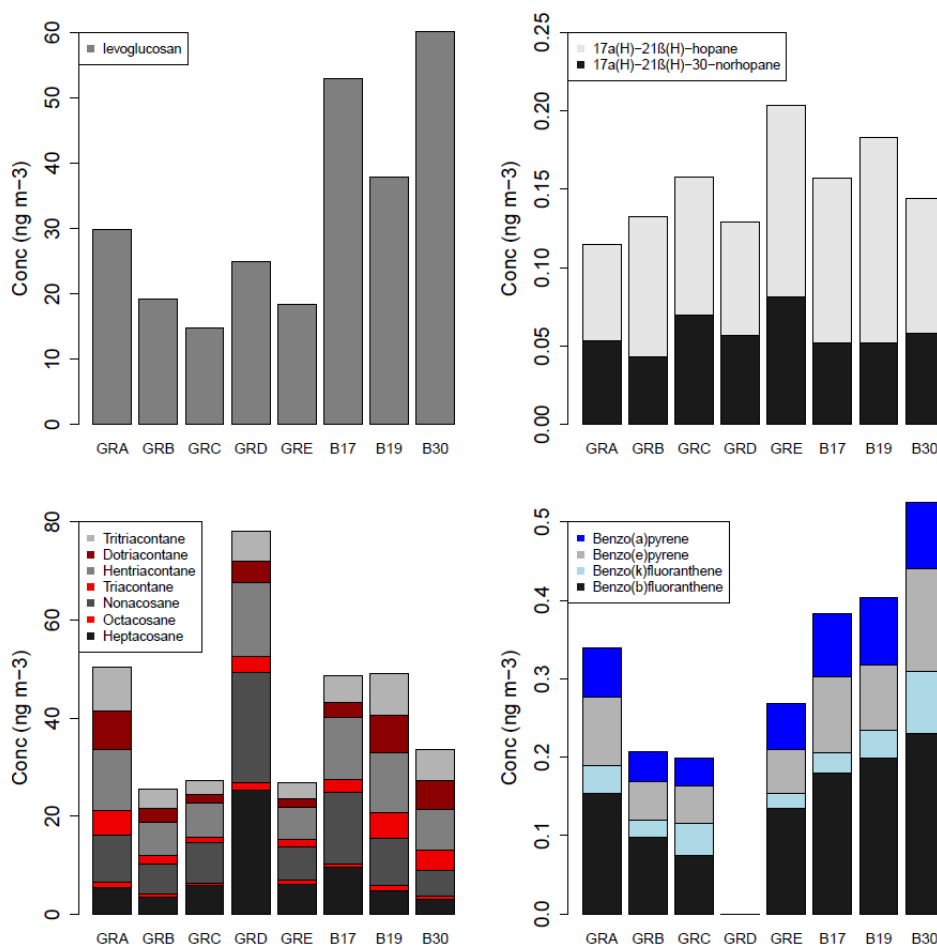 levoglucosan
Conc (ng m−3)
0
10
20
30
40
50
60
GRA GRB GRC GRD GRE B17 B19 B30
17a(H)−21ß(H)−hopane
17a(H)−21ß(H)−30−norhopane
Conc (ng m−3)
0.00
0.05
0.10
0.15
0.20
0.25
GRA GRB GRC GRD GRE B17 B19 B30
Tritriacontane
Dotriacontane
Hentriacontane
Triacontane
Nonacosane
Octacosane
Heptacosane
Conc (ng m−3)
0
20
40
60
80
GRA GRB GRC GRD GRE B17 B19 B30
Benzo(a)pyrene
Benzo(e)pyrene
Benzo(k)fluoranthene
Benzo(b)fluoranthene
Conc (ng m−3)
0.0
0.1
0.2
0.3
0.4
0.5
GRA GRB GRC GRD GRE B17 B19 B30